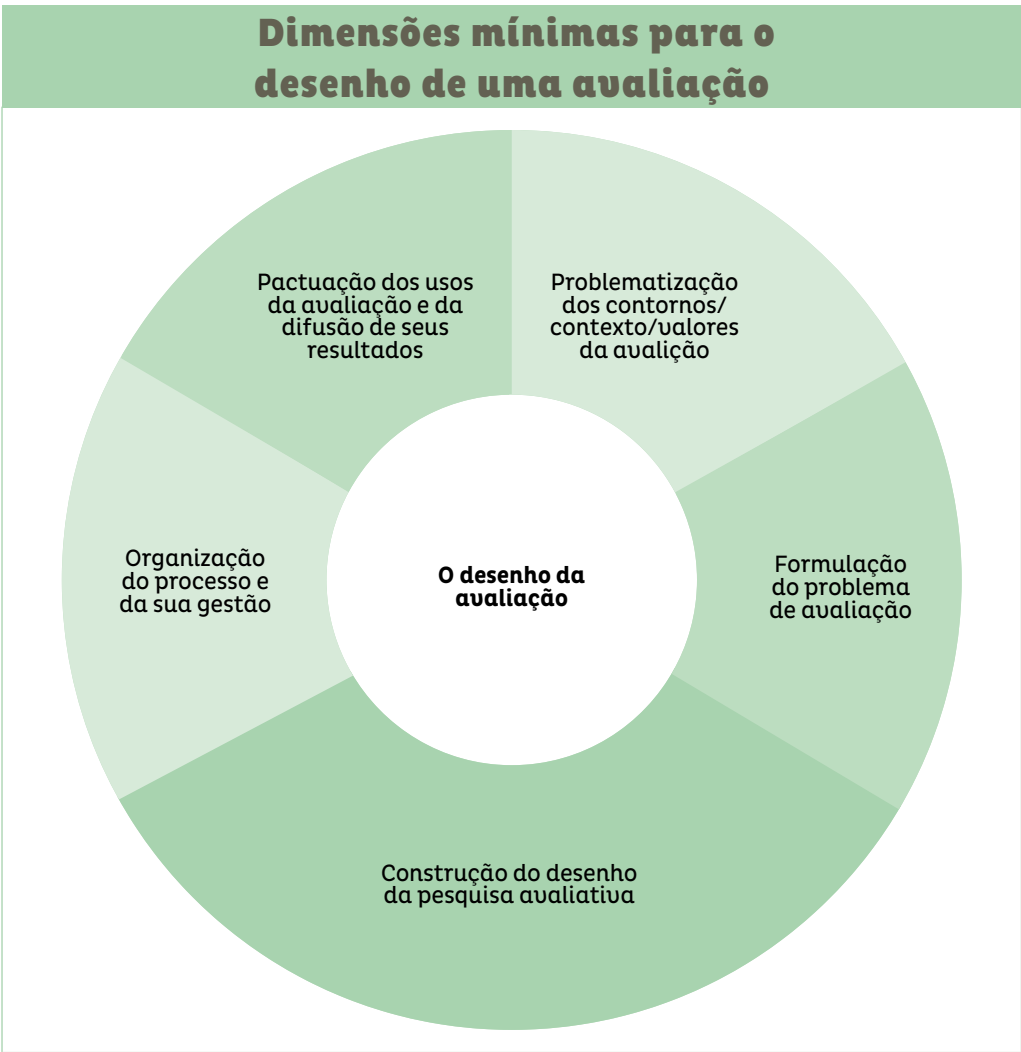 Dimensões mínimas para o
desenho de uma avaliação
Pactuação dos usos
da avaliação e da
difusão de seus
resultados
Problematização
dos contornos/
contexto/valores
da avalição
Organização
do processo e
da sua gestão
O desenho da
avaliação
Formulação
do problema
de avaliação
Construção do desenho
da pesquisa avaliativa